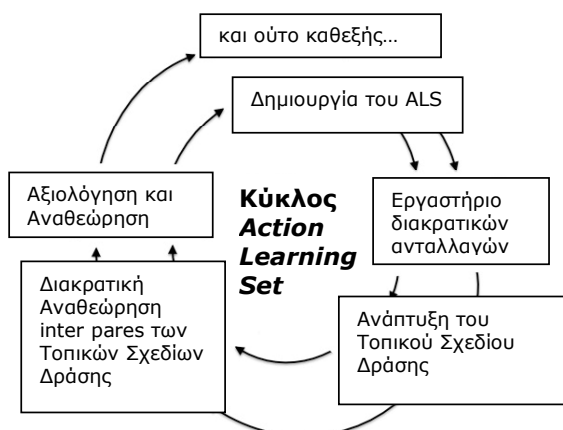 και ούτο καθεξής...
Δημιουργία του ALS
Αξιολόγηση και
Αναθεώρηση
Κύκλος
Action
Learning
Set
Εργαστήριο
διακρατικών
ανταλλαγών
Διακρατική
Αναθεώρηση
inter pares των
Τοπικών Σχεδίων
Δράσης
Ανάπτυξη του
Τοπικού Σχεδίου
Δράσης